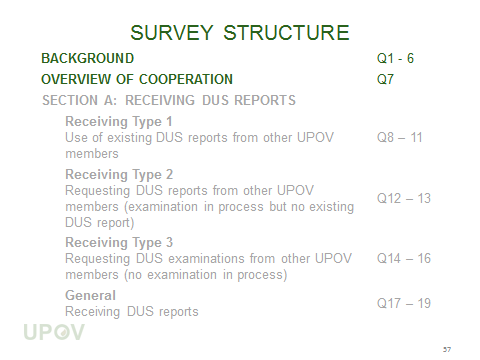 SURVEY STRUCTURE
BACKGROUND Q1 - 6
OVERVIEW OF COOPERATION Q7
SECTION A: RECEIVING DUS REPORTS
Receiving Type 1
Use of existing DUS reports from other UPOV
members
Q8 – 11
Receiving Type 2
Requesting DUS reports from other UPOV
members (examination in process but no existing
DUS report)
Q12 – 13
Receiving Type 3
Requesting DUS examinations from other UPOV
members (no examination in process)
Q14 – 16
General
Receiving DUS reports
Q17 – 19
UPOV
57